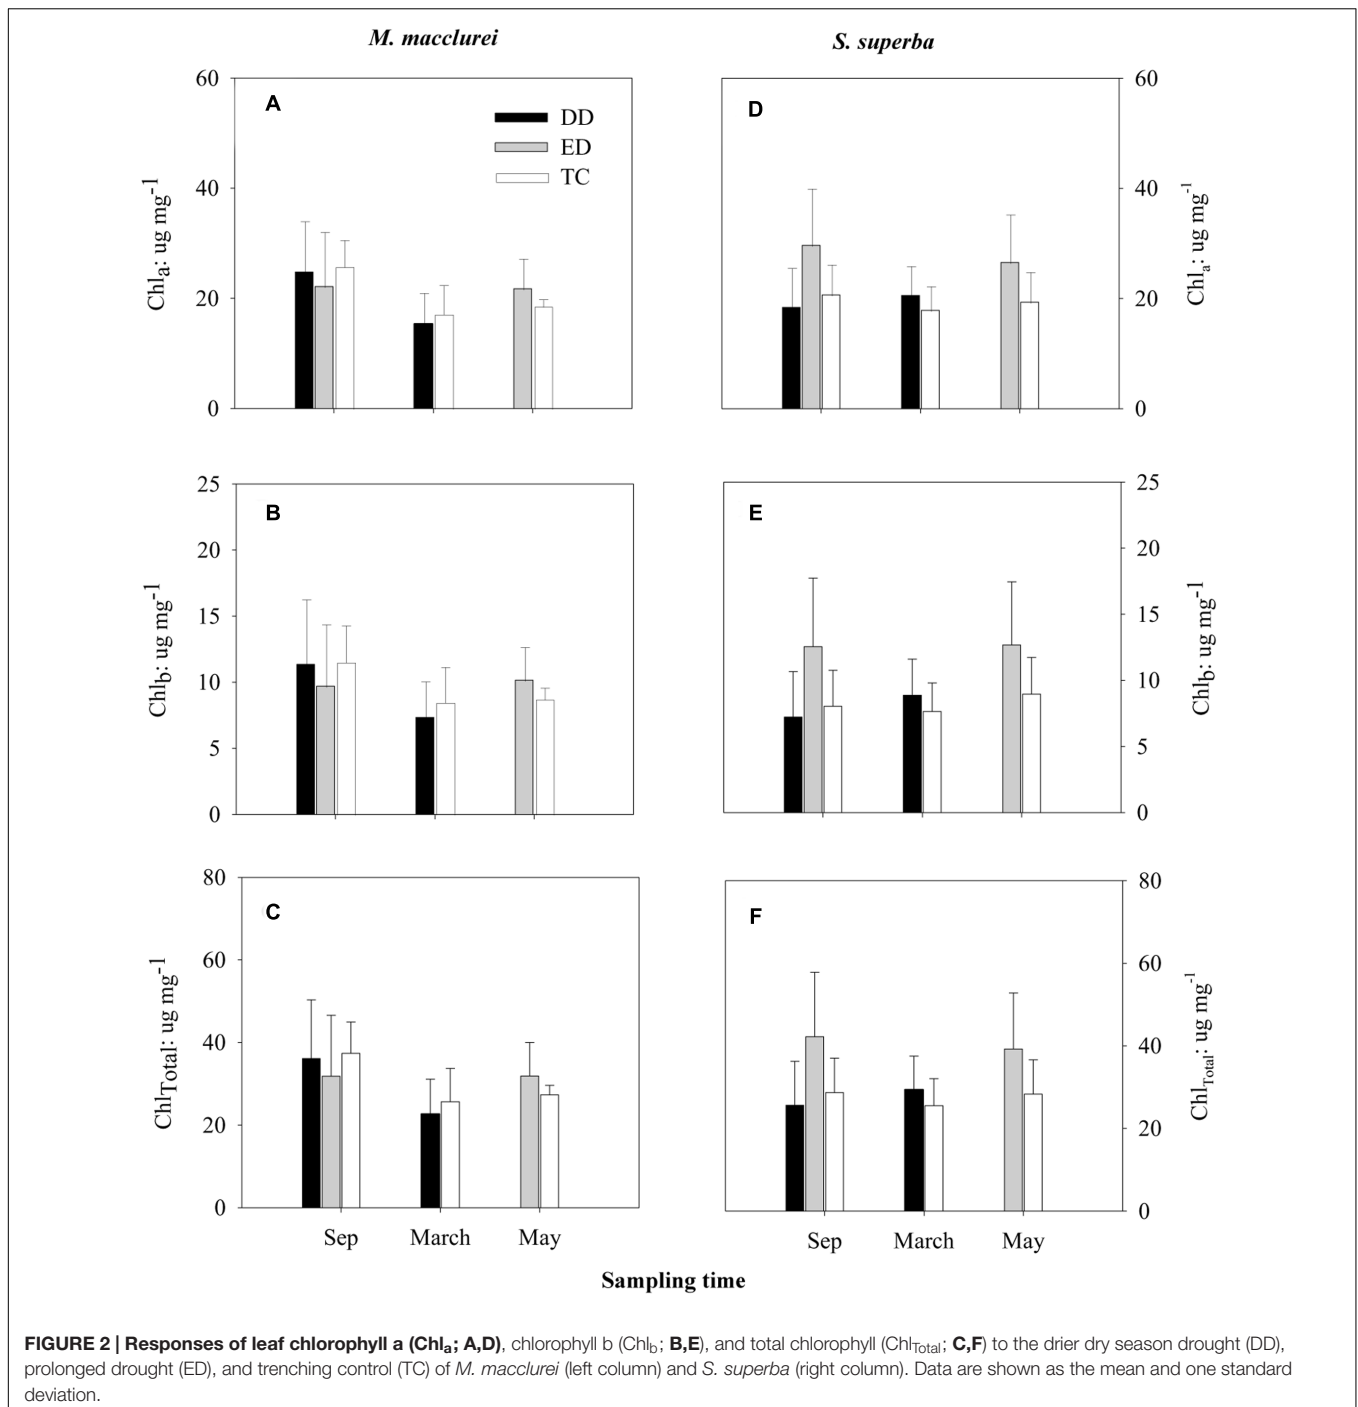 M. macclurei
S. superba
A
DD
ED
TC
60
40
20
0
Chla: ug mg-1
D
60
40
20
0
Chla: ug mg-1
B
25
20
15
10
5
0
Chlb: ug mg-1
E
25
20
15
10
5
0
Chlb: ug mg-1
C
80
60
40
20
0
ChlTotal: ug mg-1
Sep March May
F
80
60
40
20
0
ChlTotal: ug mg-1
Sep March May
Sampling time
FIGURE 2 | Responses of leaf chlorophyll a (Chla; A,D), chlorophyll b (Chlb; B,E), and total chlorophyll (ChlTotal; C,F) to the drier dry season drought (DD),
prolonged drought (ED), and trenching control (TC) of M. macclurei (left column) and S. superba (right column). Data are shown as the mean and one standard
deviation.